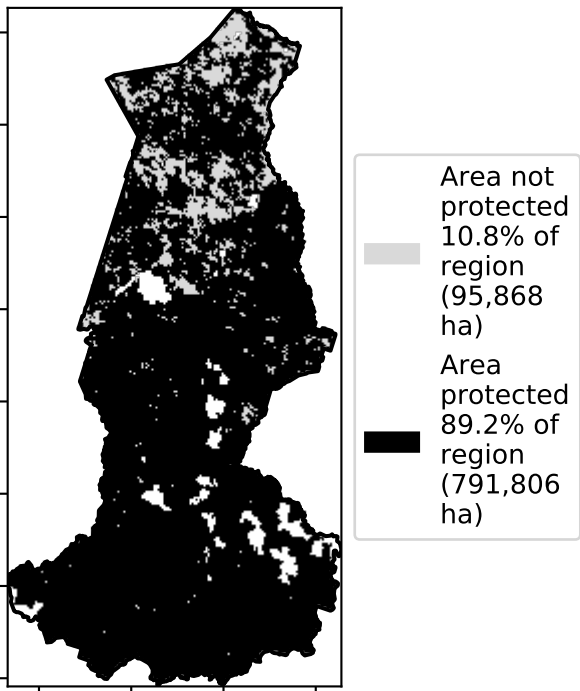 Area not
protected
10.8% of
region
(95,868
ha)
Area
protected
89.2% of
region
(791,806
ha)